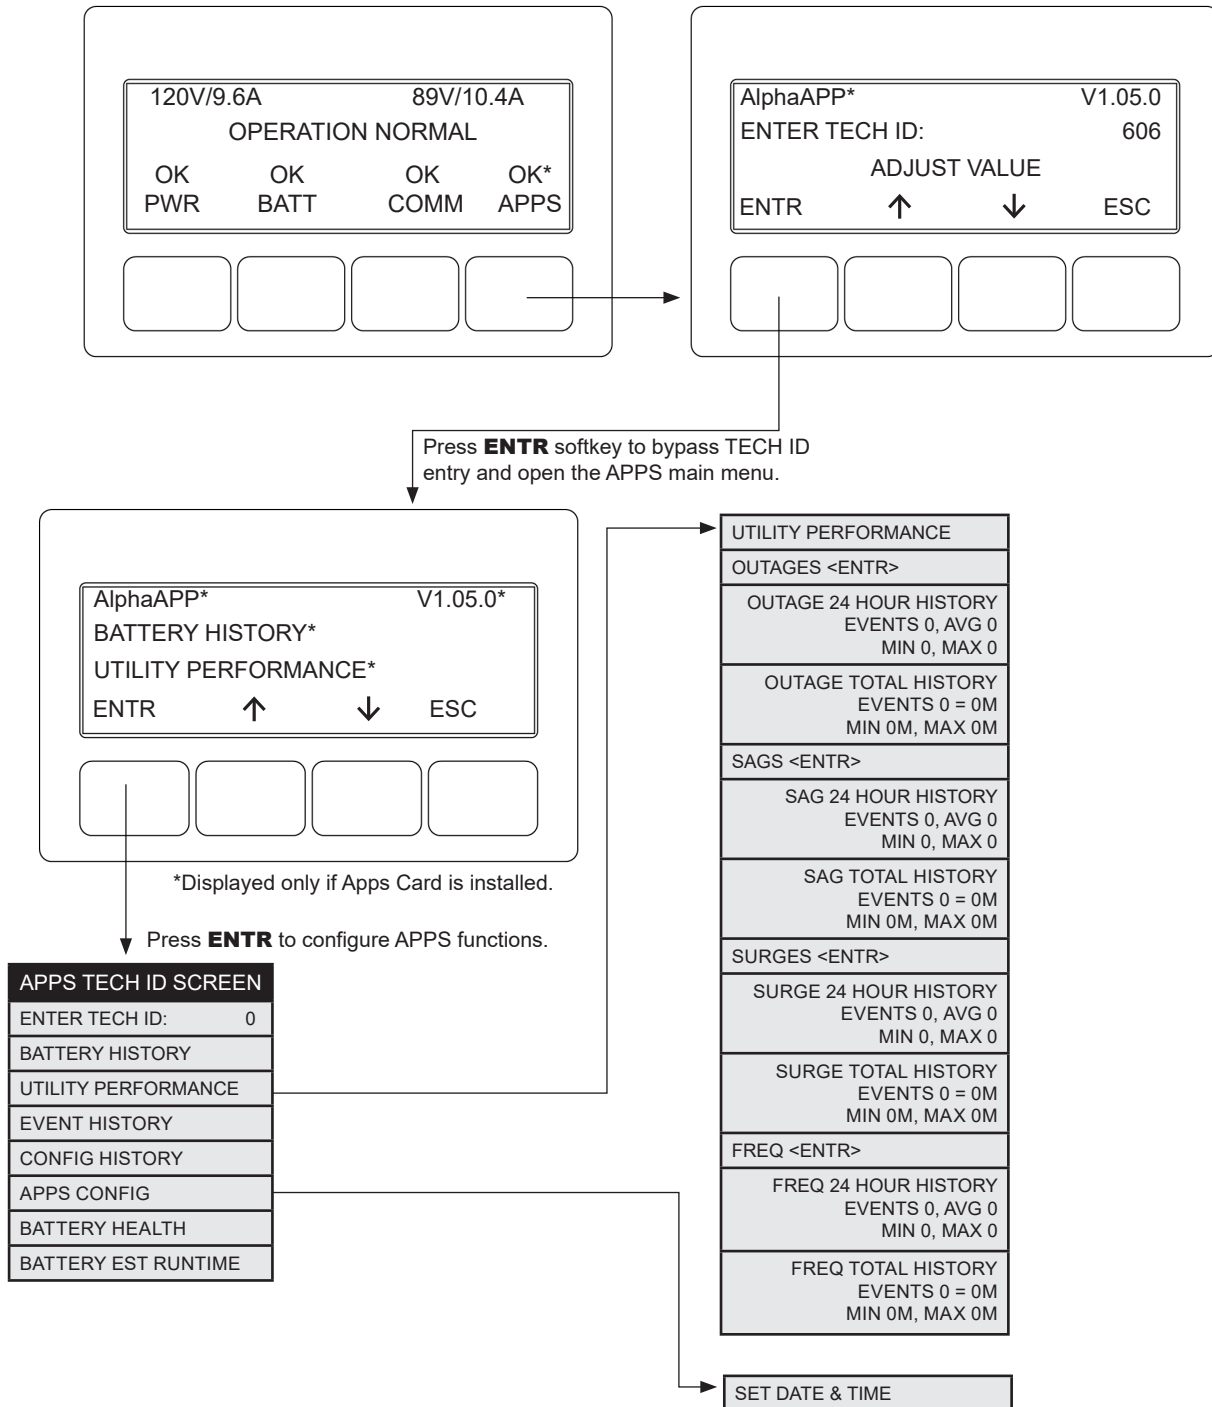 120V/9.6A 89V/10.4A
OPERATION NORMAL
OK OK OK OK*
PWR BATT COMM APPS
AlphaAPP* V1.05.0
ENTER TECH ID: 606
ADJUST VALUE
ENTR ↑ ↓ ESC
Press ENTR softkey to bypass TECH ID
entry and open the APPS main menu.
AlphaAPP* V1.05.0*
BATTERY HISTORY*
UTILITY PERFORMANCE*
ENTR ↑ ↓ ESC
*Displayed only if Apps Card is installed.
Press ENTR to configure APPS functions.
APPS TECH ID SCREEN
ENTER TECH ID: 0
BATTERY HISTORY
UTILITY PERFORMANCE
EVENT HISTORY
CONFIG HISTORY
APPS CONFIG
BATTERY HEALTH
BATTERY EST RUNTIME
UTILITY PERFORMANCE
OUTAGES <ENTR>
OUTAGE 24 HOUR HISTORY
EVENTS 0, AVG 0
MIN 0, MAX 0
OUTAGE TOTAL HISTORY
EVENTS 0 = 0M
MIN 0M, MAX 0M
SAGS <ENTR>
SAG 24 HOUR HISTORY
EVENTS 0, AVG 0
MIN 0, MAX 0
SAG TOTAL HISTORY
EVENTS 0 = 0M
MIN 0M, MAX 0M
SURGES <ENTR>
SURGE 24 HOUR HISTORY
EVENTS 0, AVG 0
MIN 0, MAX 0
SURGE TOTAL HISTORY
EVENTS 0 = 0M
MIN 0M, MAX 0M
FREQ <ENTR>
FREQ 24 HOUR HISTORY
EVENTS 0, AVG 0
MIN 0, MAX 0
FREQ TOTAL HISTORY
EVENTS 0 = 0M
MIN 0M, MAX 0M
SET DATE & TIME